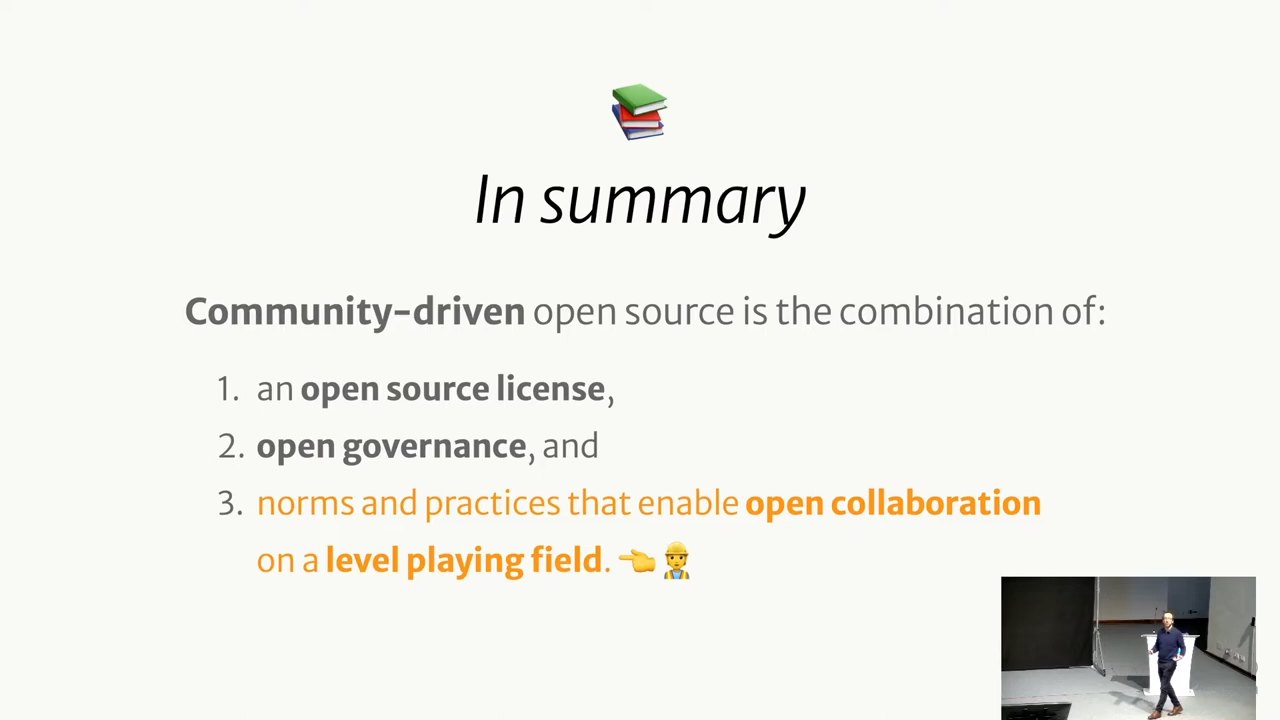 In summary
Community-driven open source is the combination of:
1. an open source license,
2. open governance, and
3. norms and practices that enable open collaboration
on a level playing field.